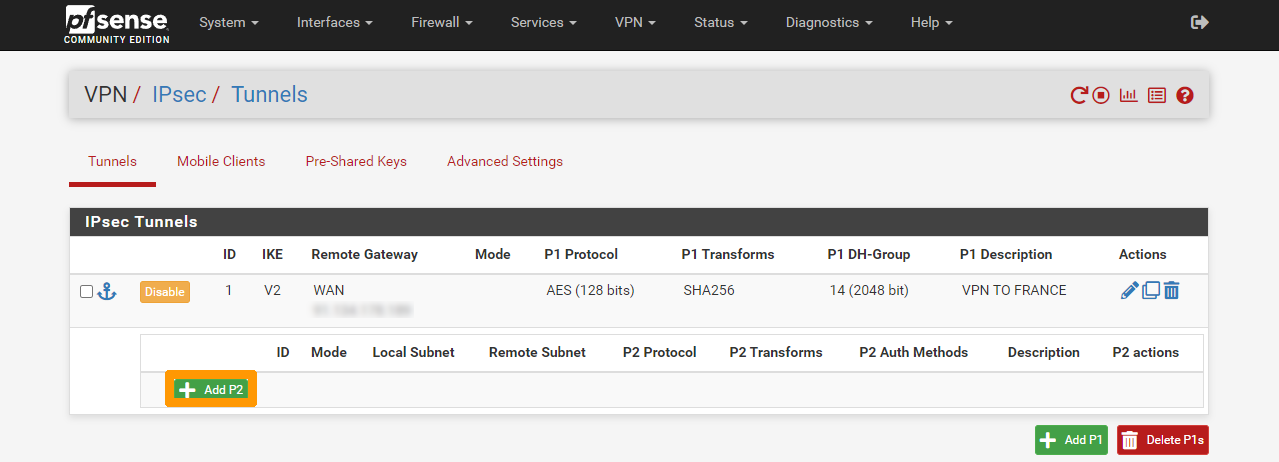 pfsense System Interfaces Firewall Services VPN Status Diagnostics Help
COMMUNITY EDITION
VPN / IPsec / Tunnels
Tunnels Mobile Clients Pre-Shared Keys Advanced Settings
IPsec Tunnels
ID IKE Remote Gateway Mode P1 Protocol P1 Transforms P1 DH-Group P1 Description Actions
Disable 1 V2 WAN AES (128 bits) SHA256 14 (2048 bit) VPN TO FRANCE
ID Mode Local Subnet Remote Subnet P2 Protocol P2 Transforms P2 Auth Methods Description P2 actions
Add P2
Add P1 Delete P1s